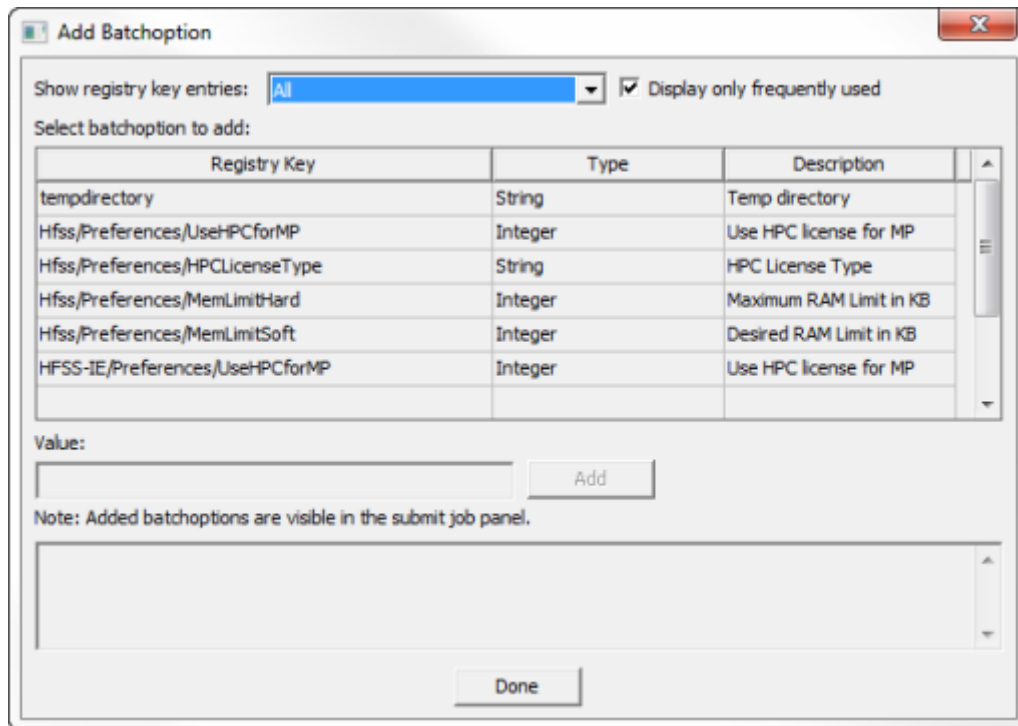 Add Batchoption
Show registry key entries: All Display only frequently used
Select batchoption to add:
Registry Key Type Description
tempdirectory String Temp directory
Hfss/Preferences/UseHPCforMP Integer Use HPC license for MP
Hfss/Preferences/HPCLicenseType String HPC License Type
Hfss/Preferences/MemLimitHard Integer Maximum RAM Limit in KB
Hfss/Preferences/MemLimitSoft Integer Desired RAM Limit in KB
HFSS-IE/Preferences/UseHPCforMP Integer Use HPC license for MP
Value:
Add
Note: Added batchoptions are visible in the submit job panel.
Done